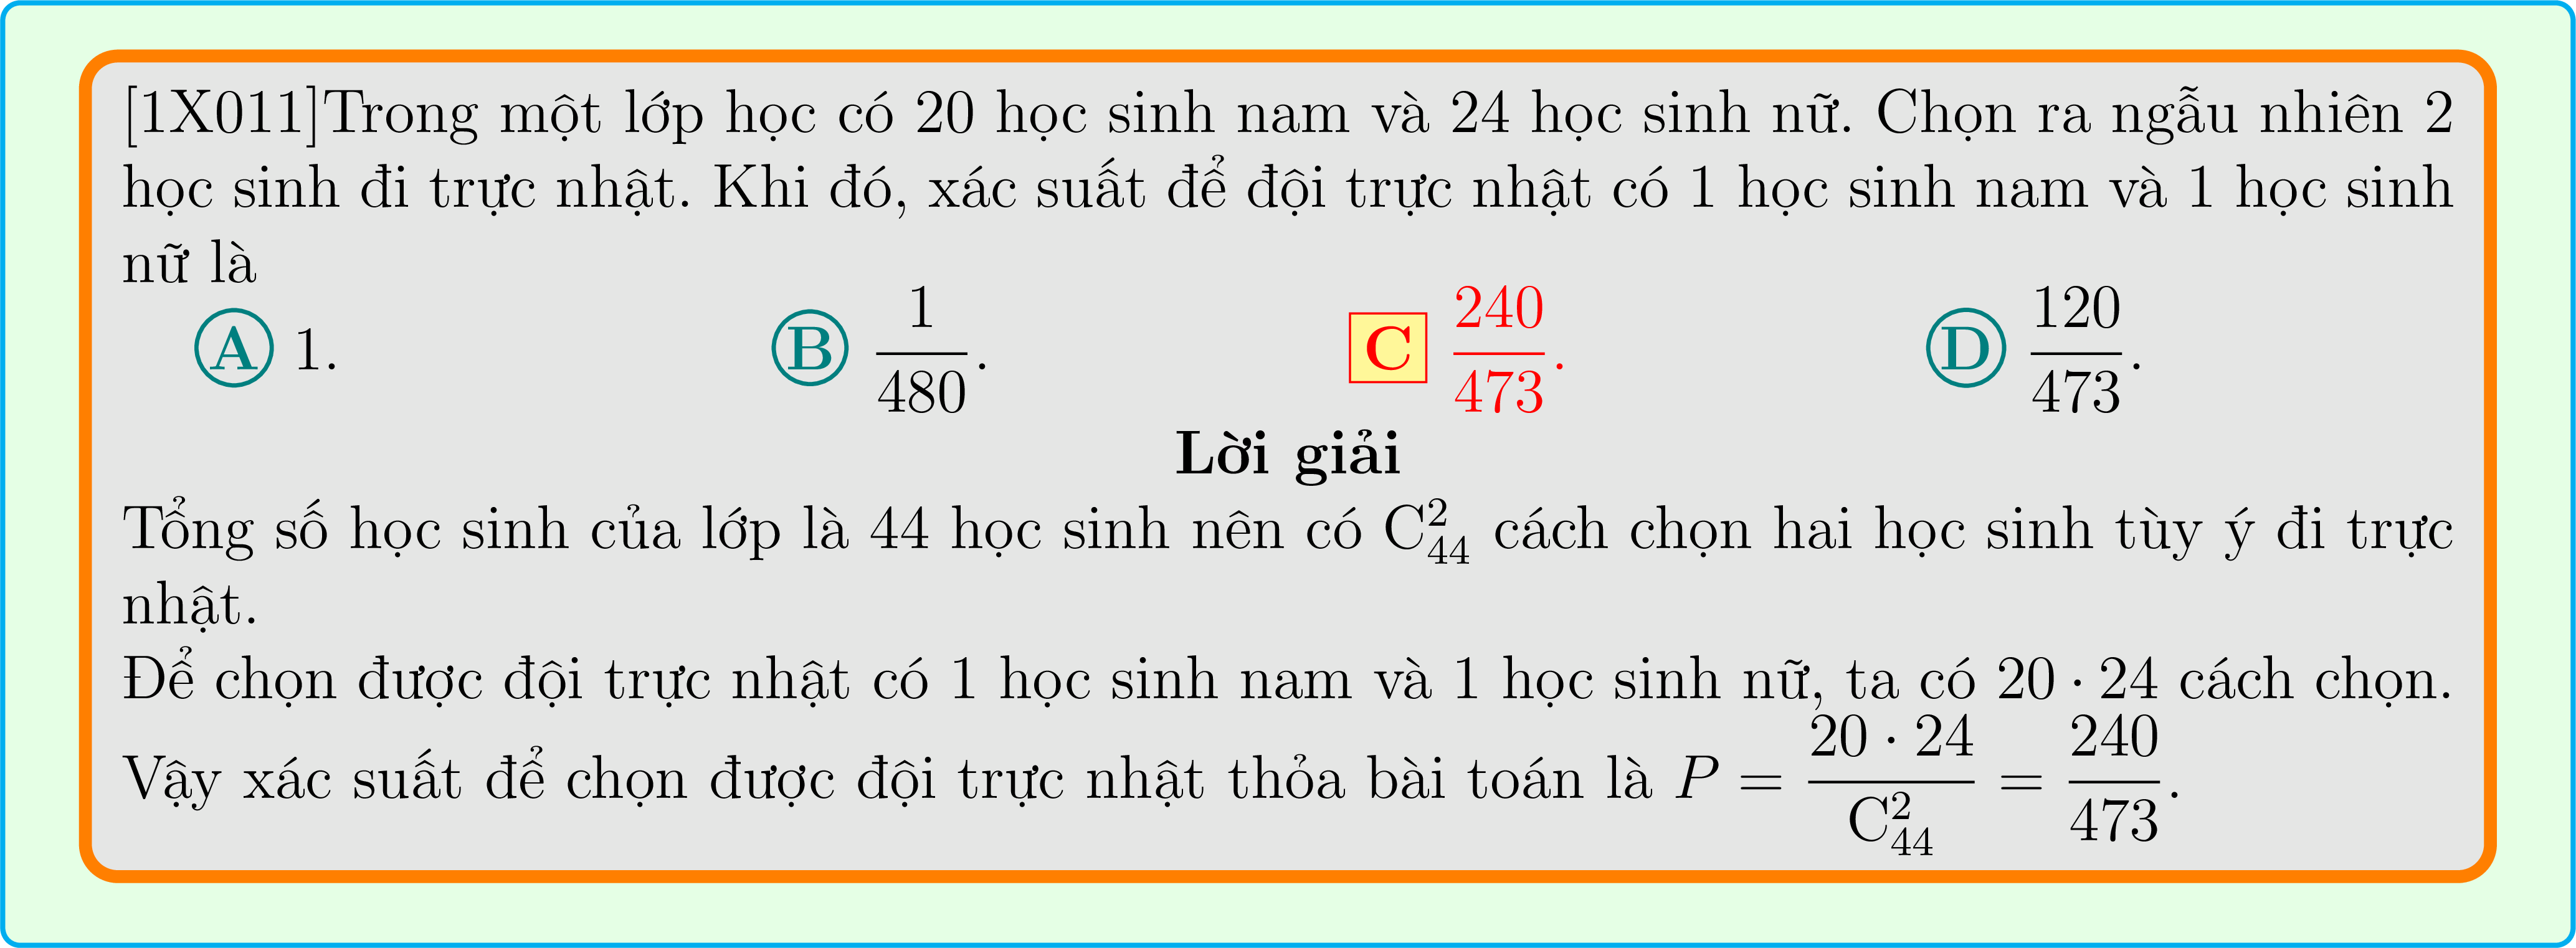 [1X011]Trong một lớp học có 20 học sinh nam và 24 học sinh nữ. Chọn ra ngẫu nhiên 2
học sinh đi trực nhật. Khi đó, xác suất để đội trực nhật có 1 học sinh nam và 1 học sinh
nữ là
A 1. B \frac{1}{480}. C \frac{240}{473}. D \frac{120}{473}.
Lời giải
Tổng số học sinh của lớp là 44 học sinh nên có C_{44}^{2} cách chọn hai học sinh tùy ý đi trực
nhật.
Để chọn được đội trực nhật có 1 học sinh nam và 1 học sinh nữ, ta có 20 · 24 cách chọn.
Vậy xác suất để chọn được đội trực nhật thỏa bài toán là P = \frac{20 · 24}{C_{44}^{2}} = \frac{240}{473}.